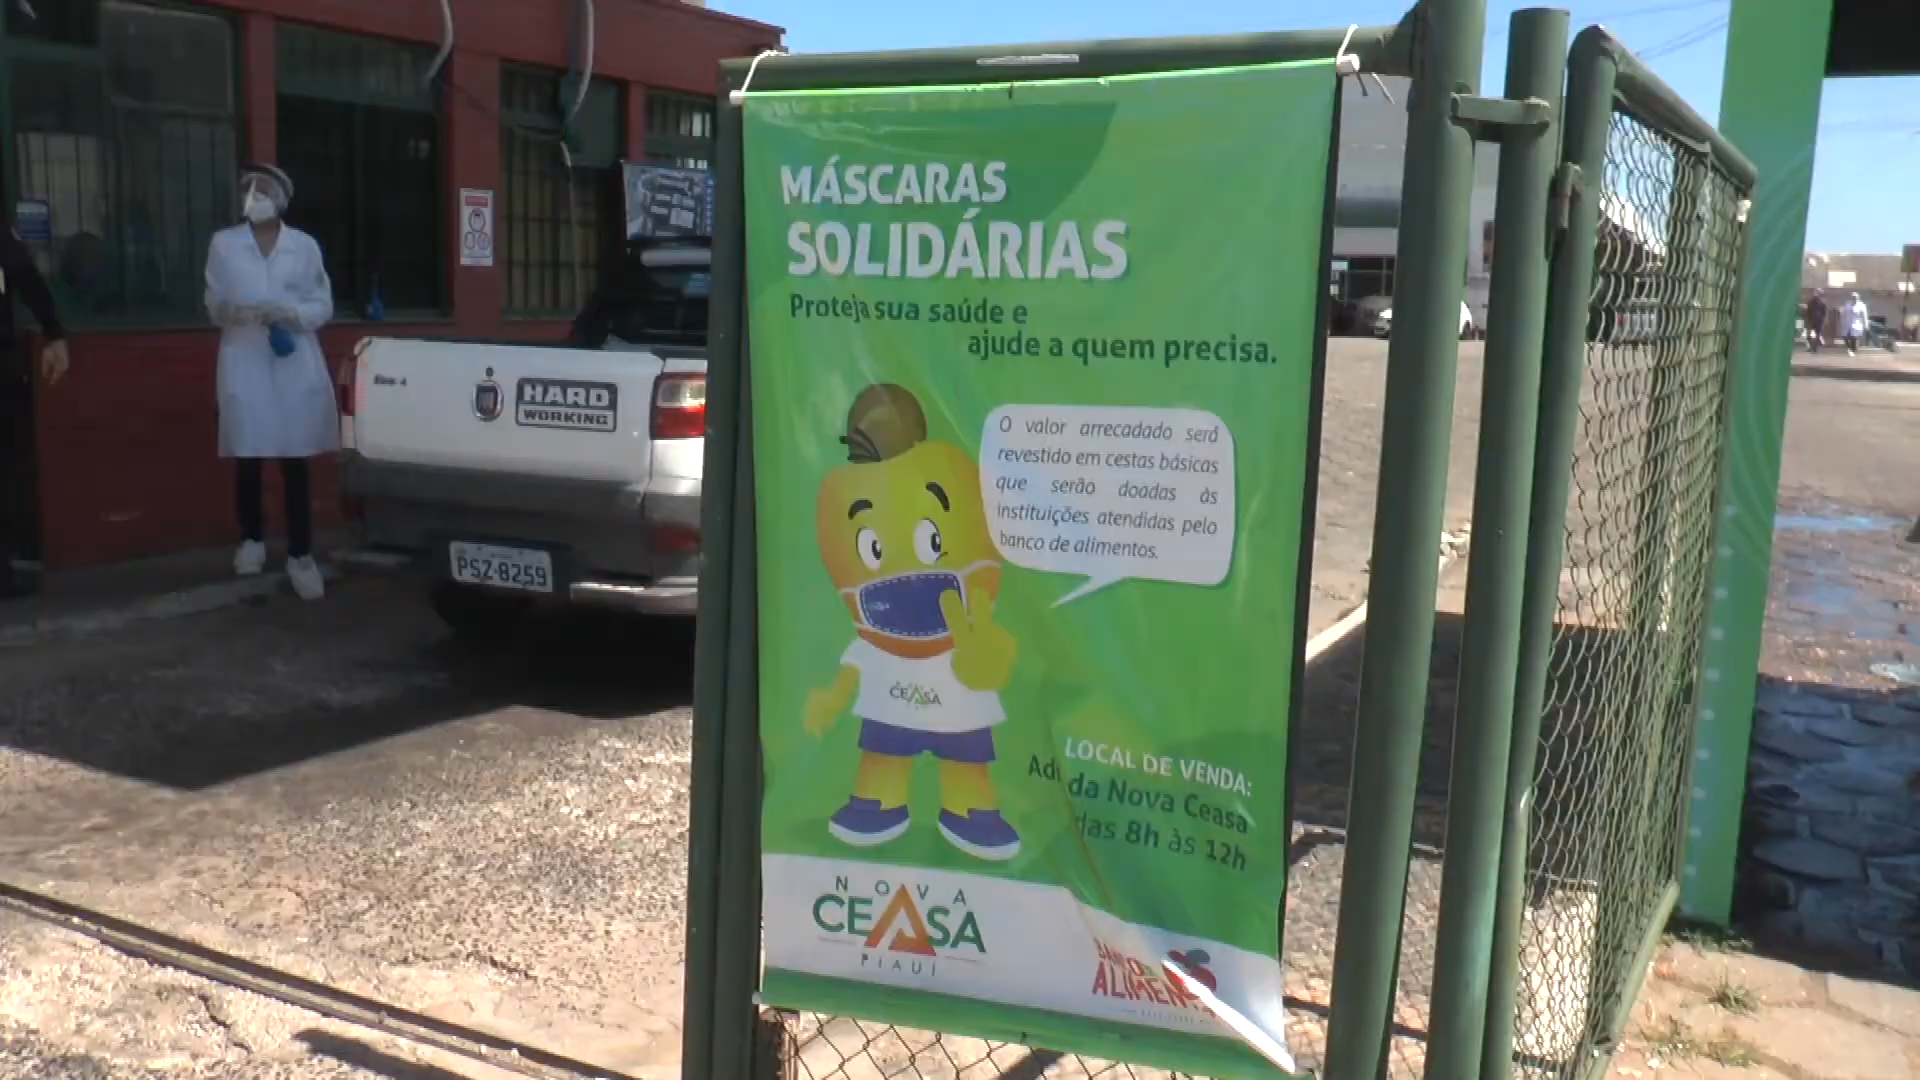 MÁSCARAS
SOLIDÁRIAS
Proteja sua saúde e
ajude a quem precisa.
O valor arrecadado será
revestido em cestas básicas
que serão doadas às
instituições atendidas pelo
banco de alimentos.
CEASA
LOCAL DE VENDA:
da Nova Ceasa
das 8h às 12h
NOVA
CEASA
PIAUÍ
HARD
WORKING
PSZ-8259